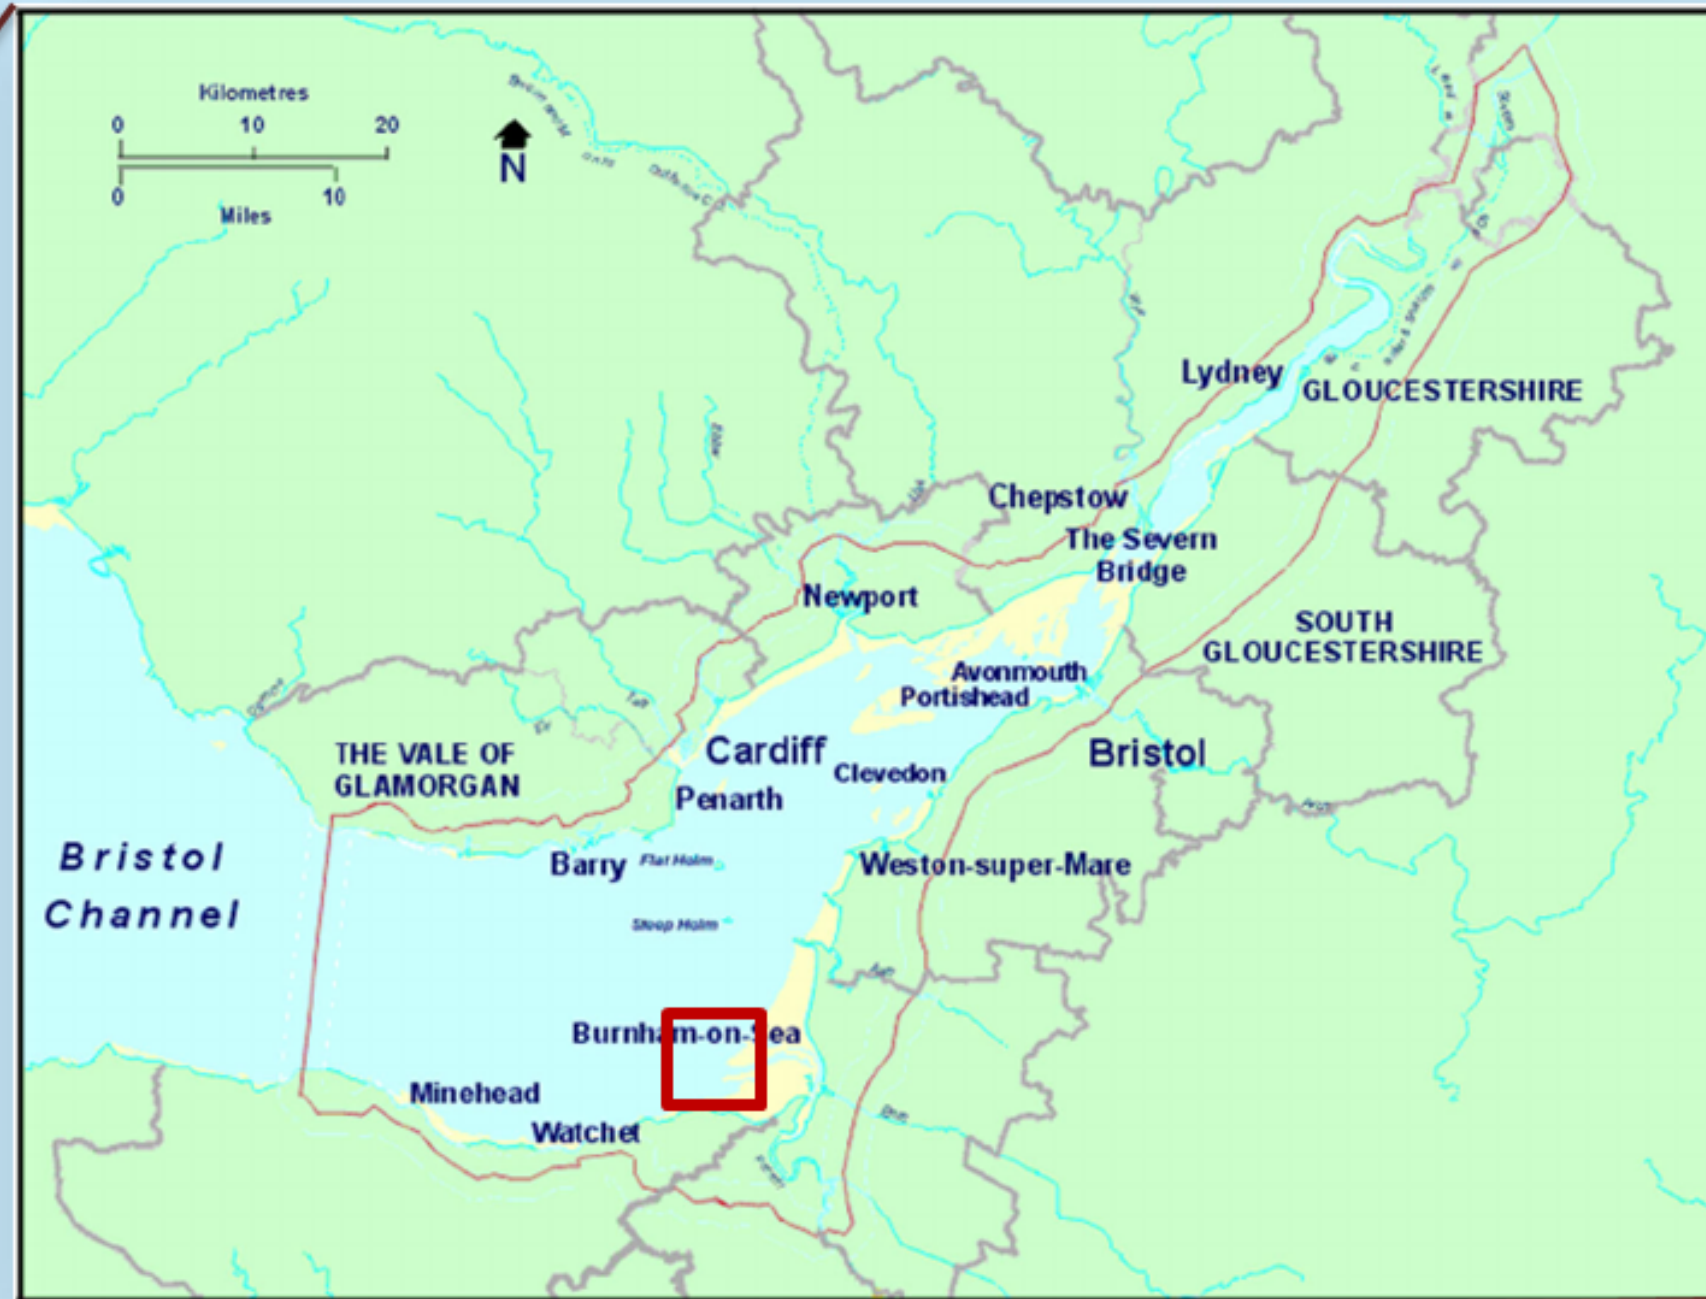 Kilometres
0 10 20
0 10
Miles
N
Lydney
GLOUCESTERSHIRE
Chepstow
The Severn
Bridge
Newport
SOUTH
GLOUCESTERSHIRE
Avonmouth
Portishead
THE VALE OF
GLAMORGAN
Cardiff
Bristol
Clevedon
Penarth
Bristol
Channel
Barry
Flat Holm
Weston-super-Mare
Steep Holm
Burnham-on-Sea
Minehead
Watchet